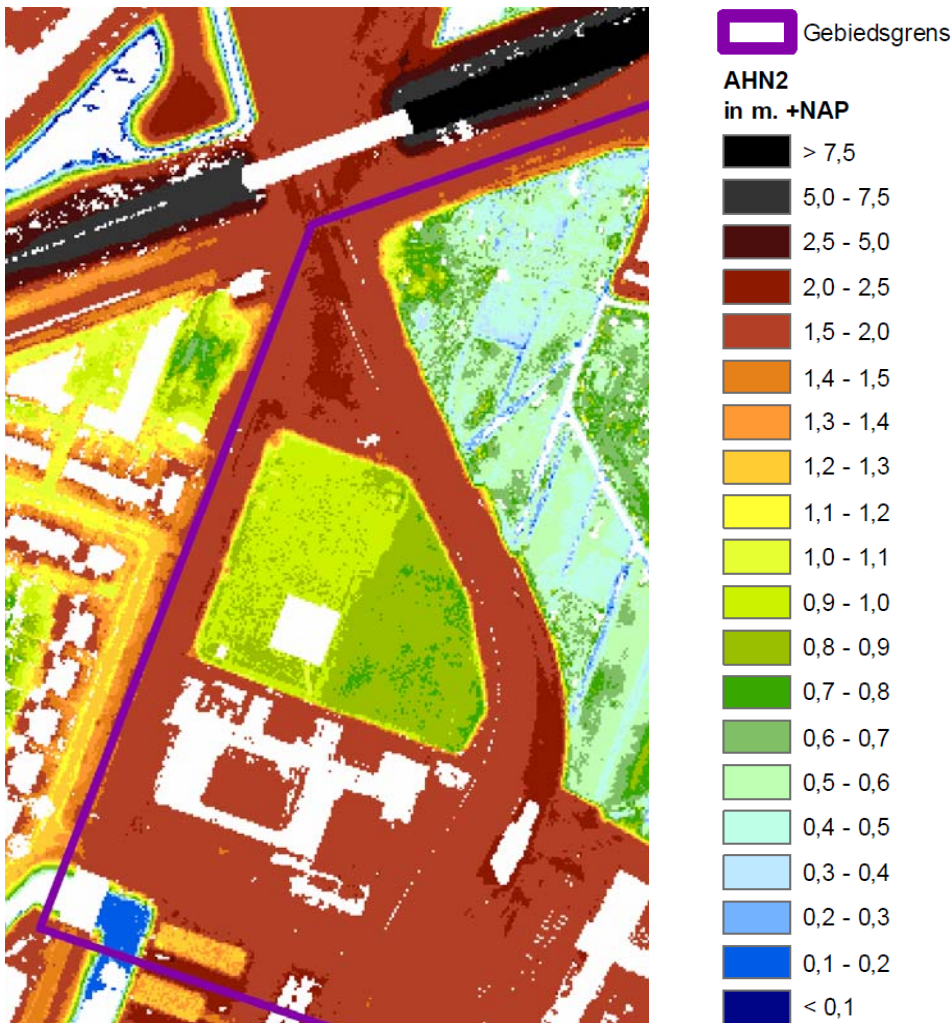 Gebiedsgrens
AHN2
in m. +NAP
> 7,5
5,0 - 7,5
2,5 - 5,0
2,0 - 2,5
1,5 - 2,0
1,4 - 1,5
1,3 - 1,4
1,2 - 1,3
1,1 - 1,2
1,0 - 1,1
0,9 - 1,0
0,8 - 0,9
0,7 - 0,8
0,6 - 0,7
0,5 - 0,6
0,4 - 0,5
0,3 - 0,4
0,2 - 0,3
0,1 - 0,2
< 0,1